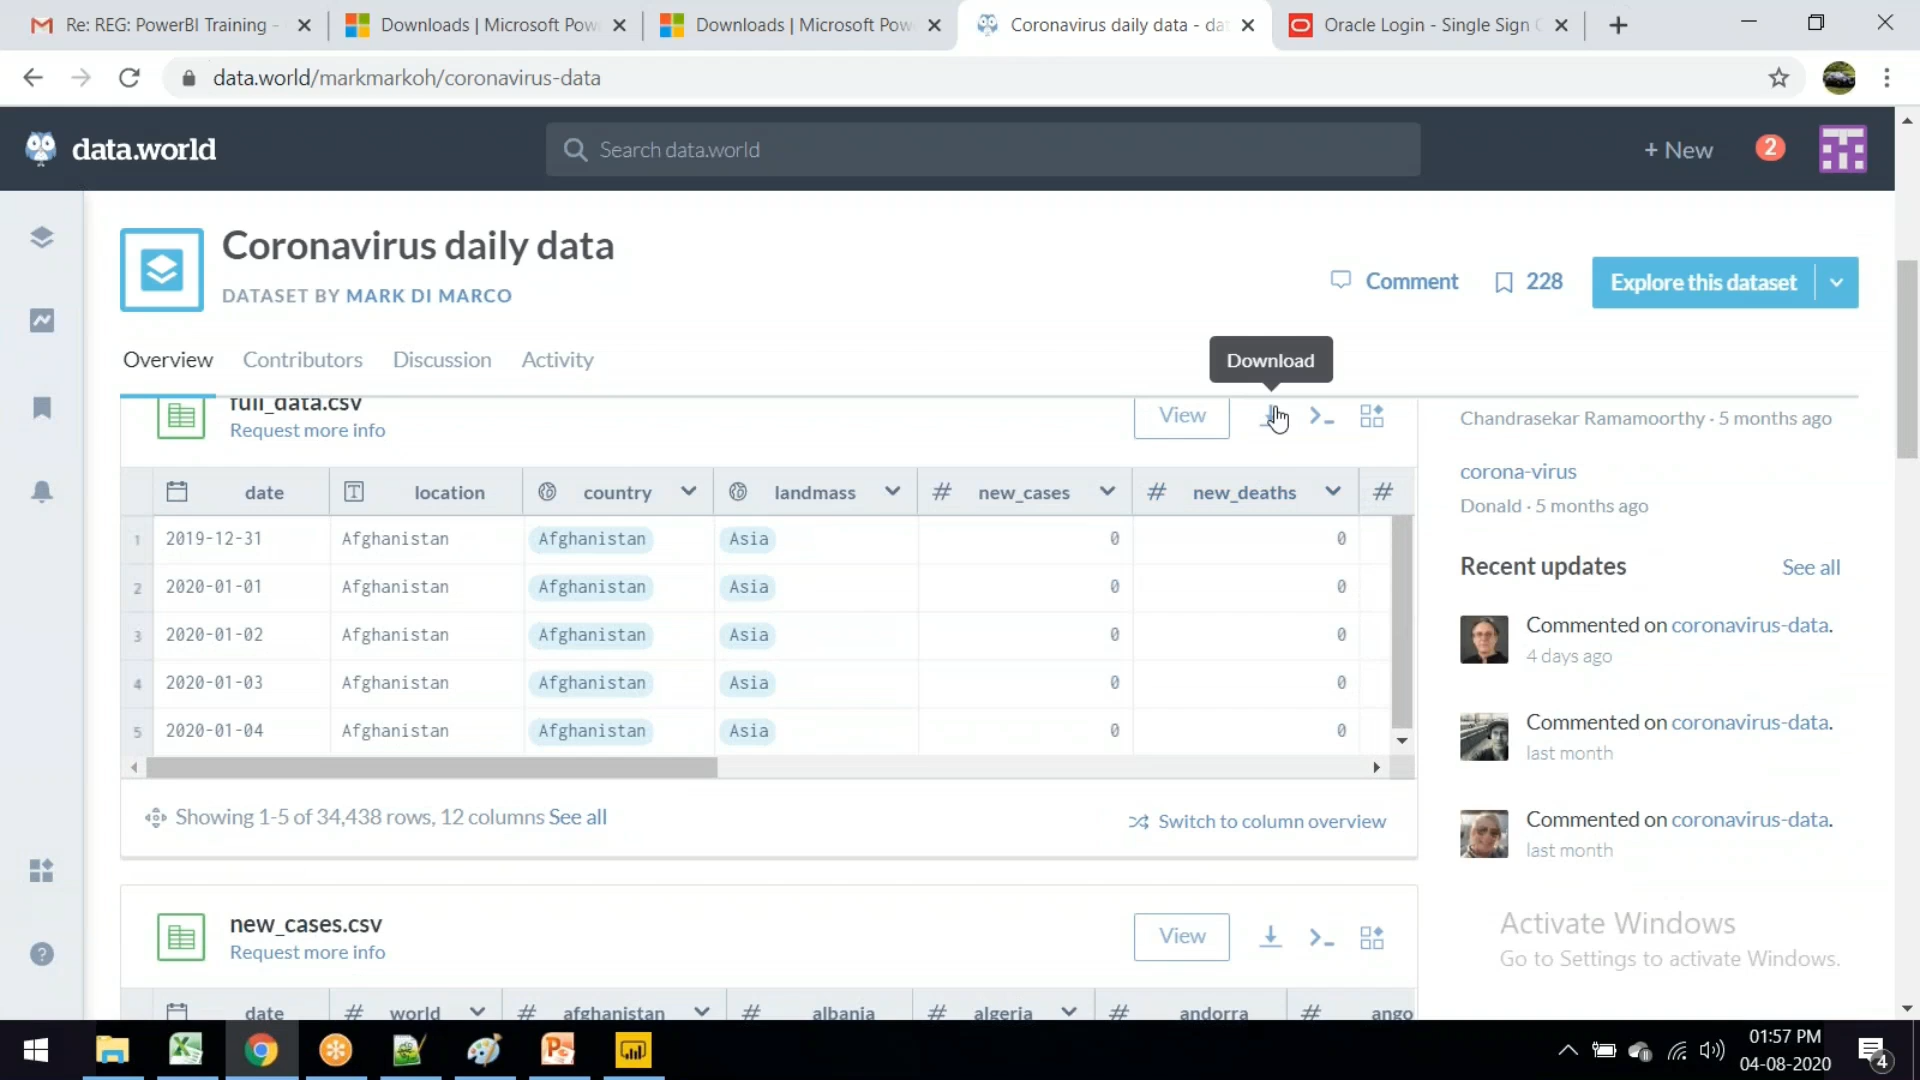 Re: REG: PowerBI Training -
Downloads | Microsoft Pow
Downloads | Microsoft Pow
Coronavirus daily data - dat
Oracle Login - Single Sign O
data.world/markmarkoh/coronavirus-data
data.world
Search data.world
+ New
2
Coronavirus daily data
DATASET BY MARK DI MARCO
Comment
228
Explore this dataset
Download
Overview Contributors Discussion Activity
full_data.csv
Request more info
View
Chandrasekar Ramamoorthy · 5 months ago
corona-virus
Donald · 5 months ago
date location country landmass # new_cases # new_deaths #
1 2019-12-31 Afghanistan Afghanistan Asia 0 0
2 2020-01-01 Afghanistan Afghanistan Asia 0 0
3 2020-01-02 Afghanistan Afghanistan Asia 0 0
4 2020-01-03 Afghanistan Afghanistan Asia 0 0
5 2020-01-04 Afghanistan Afghanistan Asia 0 0
Recent updates See all
Commented on coronavirus-data.
4 days ago
Commented on coronavirus-data.
last month
Commented on coronavirus-data.
last month
Showing 1-5 of 34,438 rows, 12 columns See all
Switch to column overview
new_cases.csv
Request more info
View
date # world # afghanistan # albania # algeria # andorra # ango
Activate Windows
Go to Settings to activate Windows.
01:57 PM
04-08-2020
4